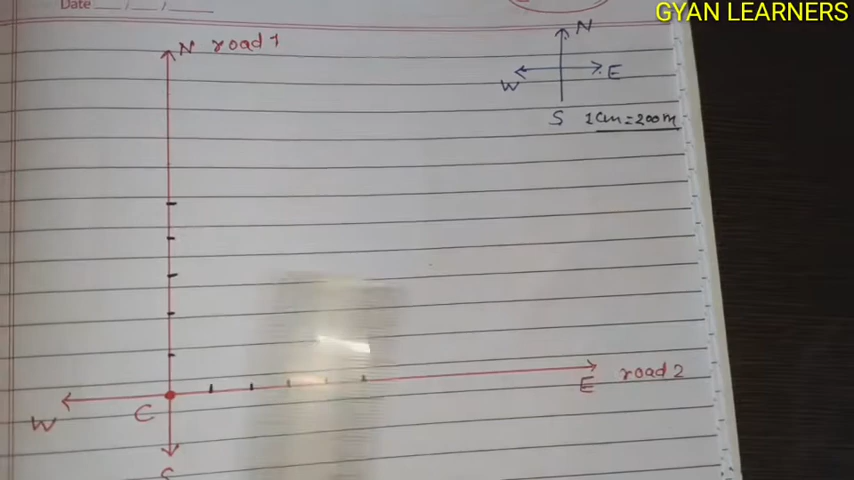 GYAN LEARNERS
Date
N road 1
N
W E
S 1cm=200m
E road 2
W C
S